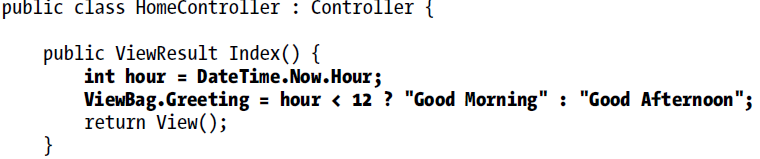 public class HomeController : Controller {
public ViewResult Index() {
int hour = DateTime.Now.Hour;
ViewBag.Greeting = hour < 12 ? "Good Morning" : "Good Afternoon";
return View();
}